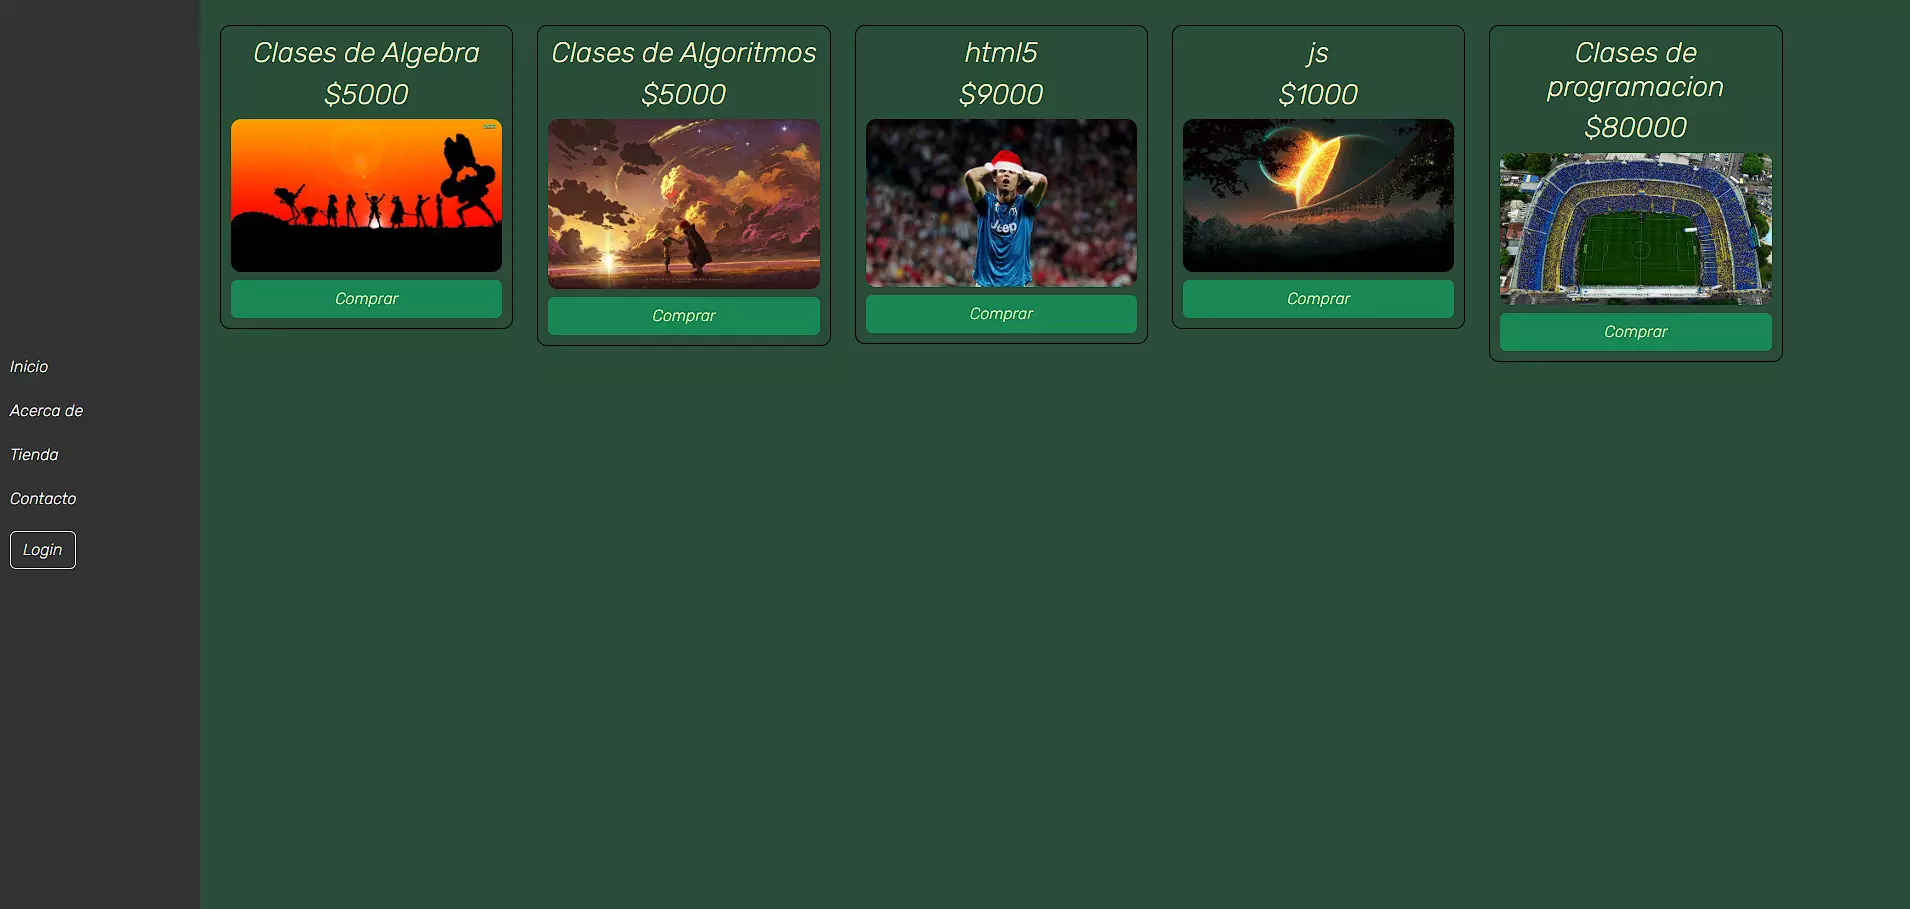 Clases de Algebra
$5000
Comprar
Clases de Algoritmos
$5000
Comprar
html5
$9000
Jeep
Comprar
js
$1000
Comprar
Clases de
programacion
$80000
Comprar
Inicio
Acerca de
Tienda
Contacto
Login